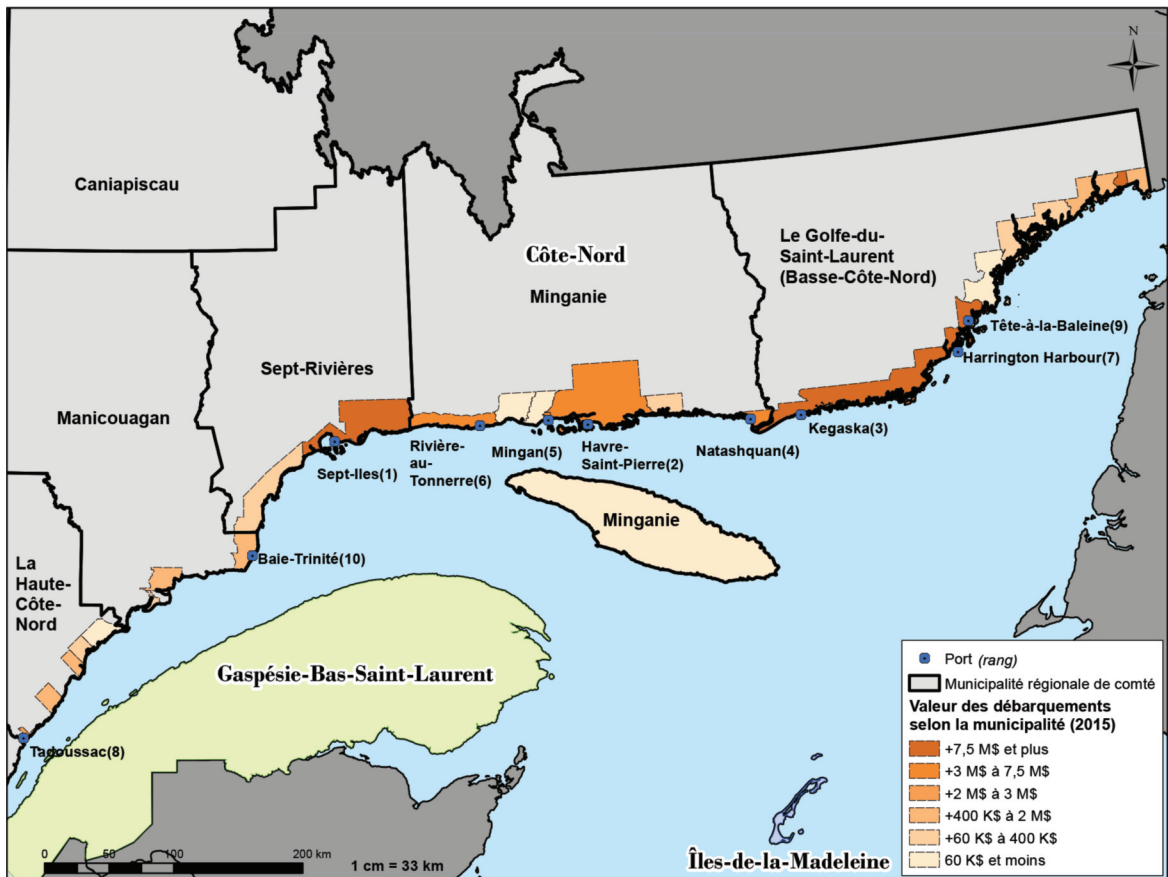 N
Caniapiscau
Côte-Nord
Minganie
Le Golfe-du-
Saint-Laurent
(Basse-Côte-Nord)
Tête-à-la-Baleine(9)
Harrington Harbour(7)
Sept-Rivières
Manicouagan
Sept-Iles(1)
Rivière-
au-
Tonnerre(6)
Mingan(5)
Havre-
Saint-Pierre(2)
Natashquan(4)
Kegaska(3)
Minganie
Baie-Trinité(10)
La
Haute-
Côte-
Nord
Gaspésie-Bas-Saint-Laurent
Tadoussac(8)
Îles-de-la-Madeleine
0 50 100 200 km
1 cm = 33 km
Port (rang)
Municipalité régionale de comté
Valeur des débarquements
selon la municipalité (2015)
+7,5 M$ et plus
+3 M$ à 7,5 M$
+2 M$ à 3 M$
+400 K$ à 2 M$
+60 K$ à 400 K$
60 K$ et moins